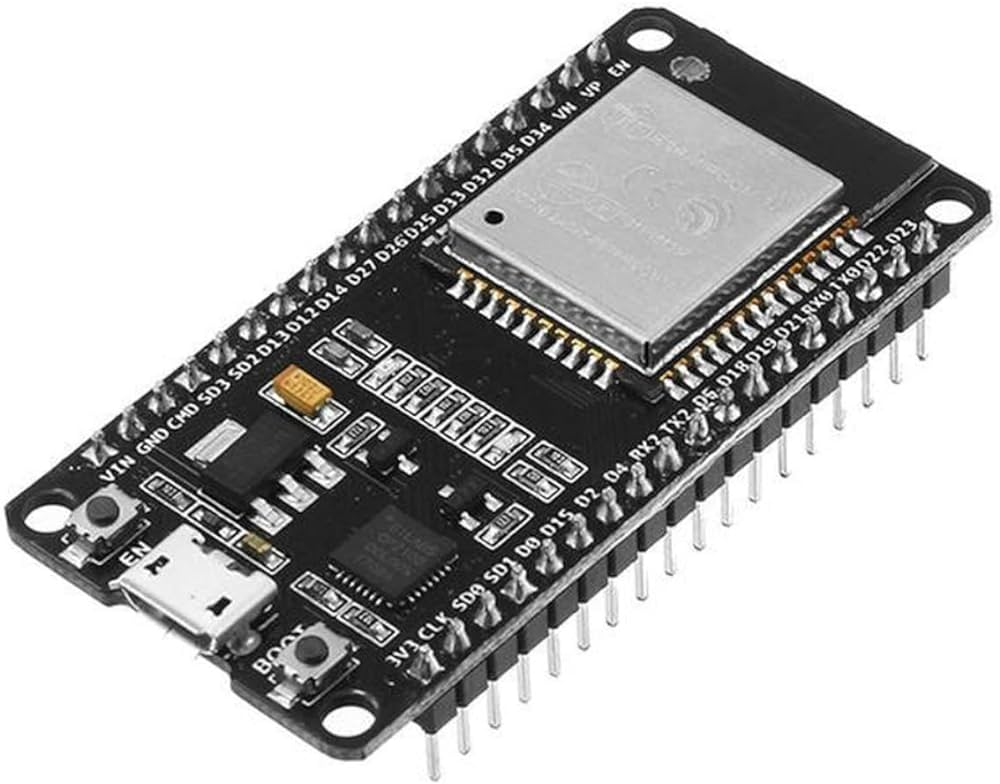 EN
VP
VN
D34
D35
D32
D33
D25
D26
D27
D14
D12
D13
SD2
SD3
CMD
GND
VIN
D23
D22
TX0
RX0
D21
D19
D18
D5
TX2
RX2
D4
D2
D15
D0
SD1
SD0
CLK
3V3
EN
BOOT